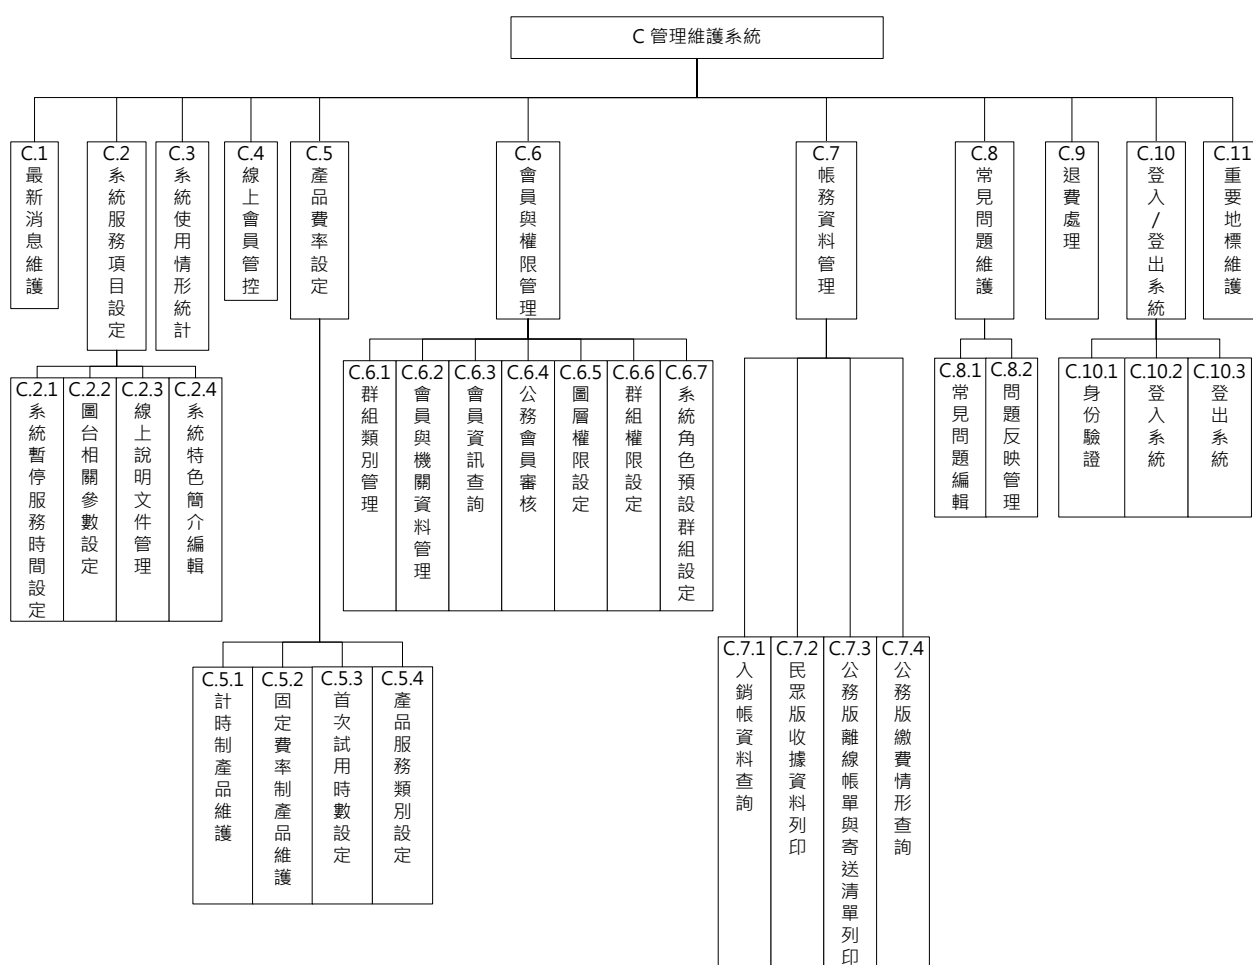 C 管理維護系統
C.1
最新消息維護
C.2
系統服務項目設定
C.3
系統使用情形統計
C.4
線上會員管控
C.5
產品費率設定
C.6
會員與權限管理
C.7
帳務資料管理
C.8
常見問題維護
C.9
退費處理
C.10
登入/登出系統
C.11
重要地標維護
C.2.1
系統暫停服務時間設定
C.2.2
圖台相關參數設定
C.2.3
線上說明文件管理
C.2.4
系統特色簡介編輯
C.6.1
群組類別管理
C.6.2
會員與機關資料管理
C.6.3
會員資訊查詢
C.6.4
公務會員審核
C.6.5
圖層權限設定
C.6.6
群組權限設定
C.6.7
系統角色預設群組設定
C.8.1
常見問題編輯
C.8.2
問題反映管理
C.10.1
身份驗證
C.10.2
登入系統
C.10.3
登出系統
C.5.1
計時制產品維護
C.5.2
固定費率制產品維護
C.5.3
首次試用時數設定
C.5.4
產品服務類別設定
C.7.1
入銷帳資料查詢
C.7.2
民眾版收據資料列印
C.7.3
公務版離線帳單與寄送清單列印
C.7.4
公務版繳費情形查詢